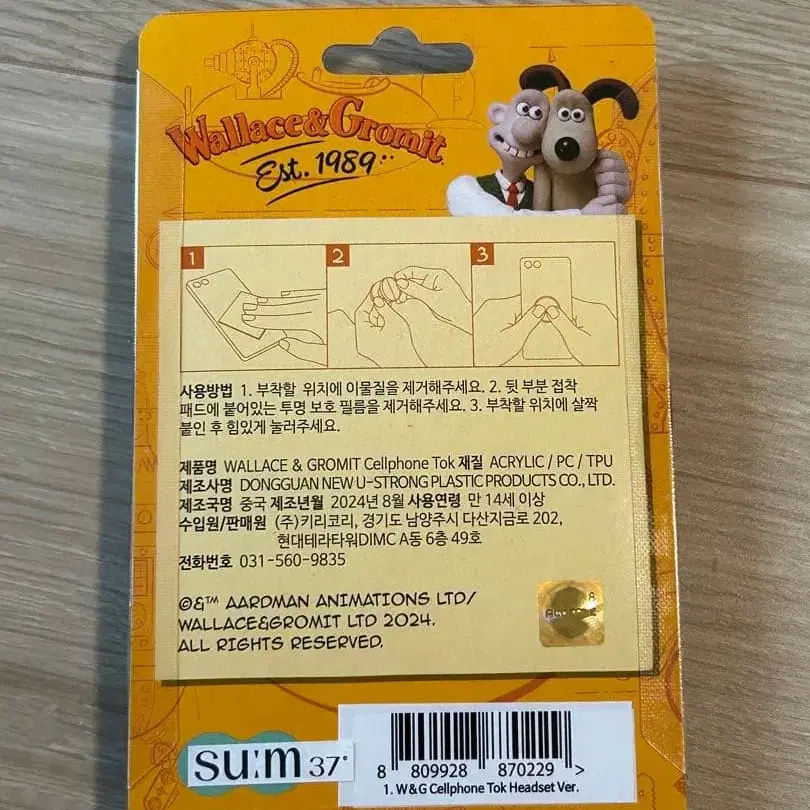 Wallace & Gromit
Est. 1989
1
2
3
사용방법 1. 부착할 위치에 이물질을 제거해주세요. 2. 뒷 부분 접착
패드에 붙어있는 투명 보호 필름을 제거해주세요. 3. 부착할 위치에 살짝
붙인 후 힘있게 눌러주세요.
제품명 WALLACE & GROMIT Cellphone Tok 재질 ACRYLIC / PC / TPU
제조사명 DONGGUAN NEW U-STRONG PLASTIC PRODUCTS CO., LTD.
제조국명 중국 제조년월 2024년 8월 사용연령 만 14세 이상
수입원/판매원 (주)키리코리, 경기도 남양주시 다산지금로 202,
현대테라타워DIMC A동 6층 49호
전화번호 031-560-9835
©&™ AARDMAN ANIMATIONS LTD/
WALLACE&GROMIT LTD 2024.
ALL RIGHTS RESERVED.
8
su:m 37°
8 809928 870229 >
1. W&G Cellphone Tok Headset Ver.